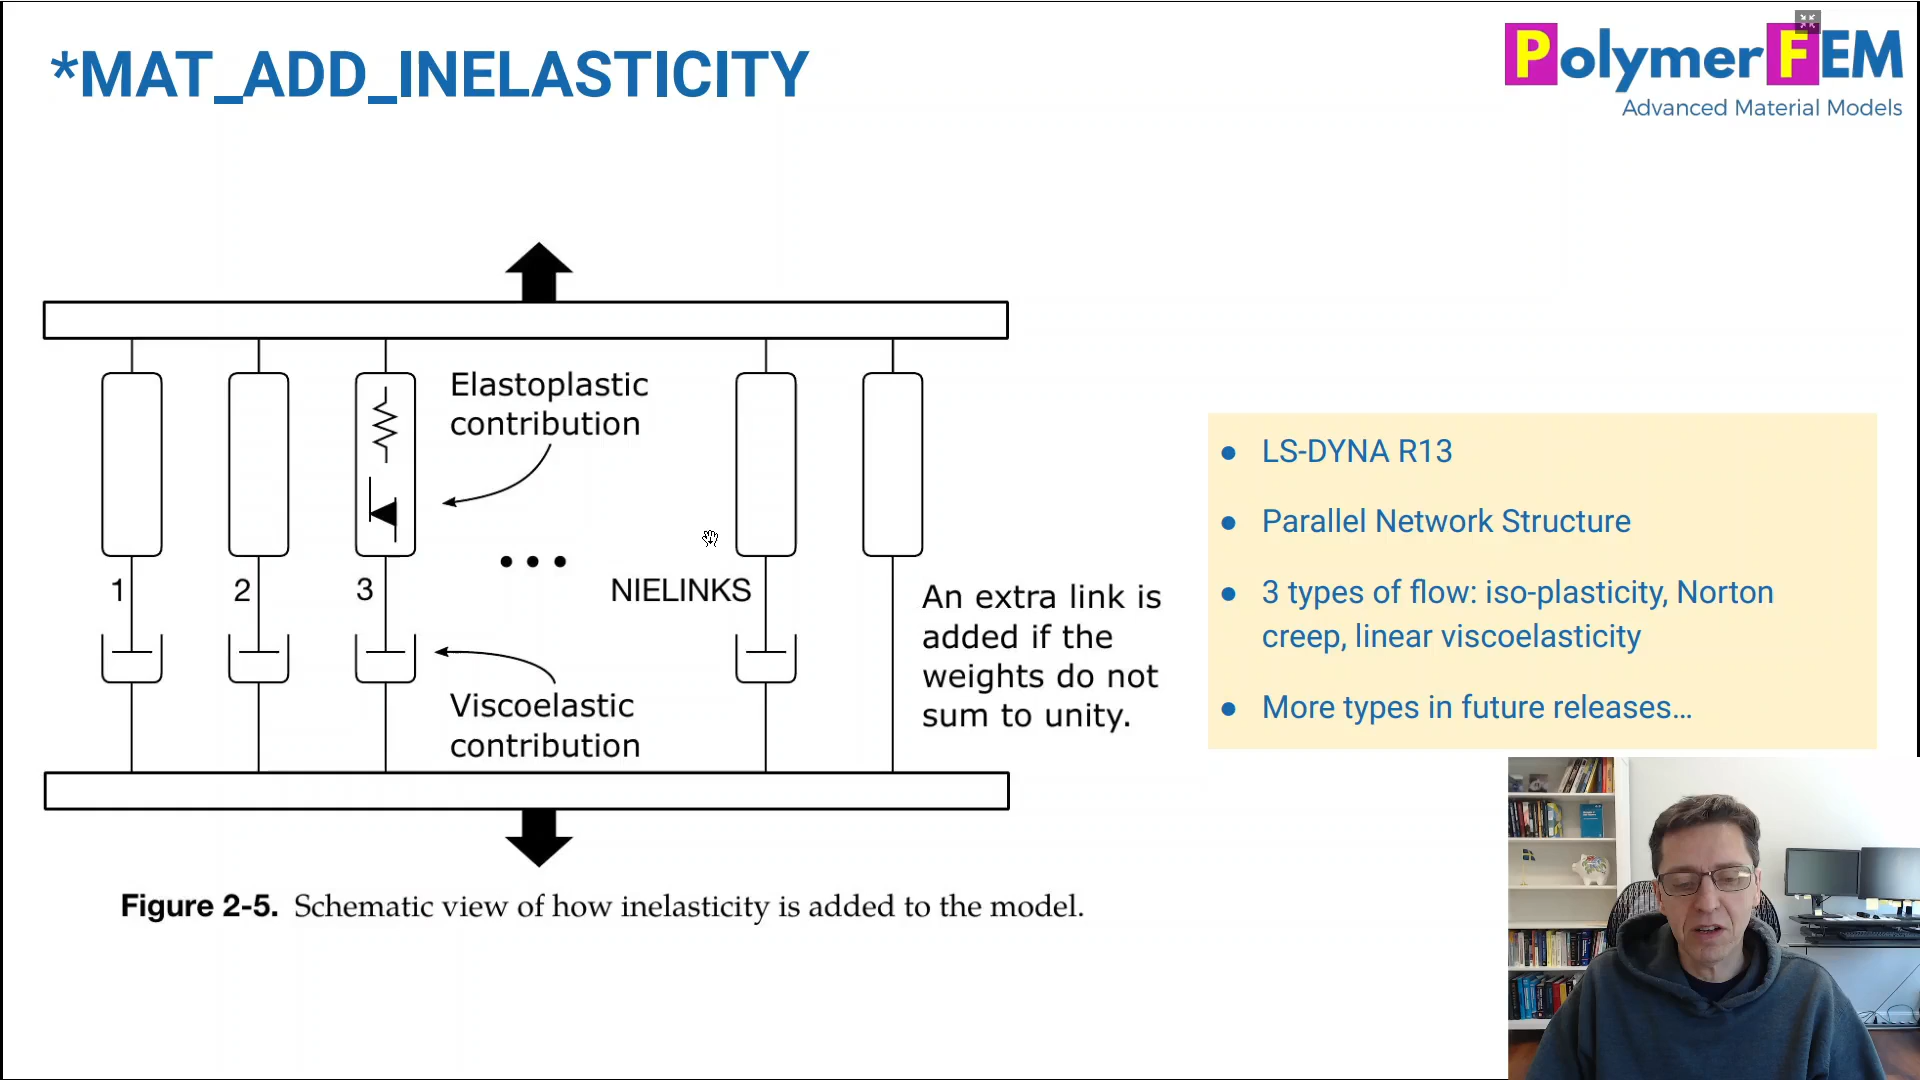 *MAT_ADD_INELASTICITY
PolymerFEM
Advanced Material Models
Elastoplastic
contribution
1
2
3
NIELINKS
An extra link is
added if the
weights do not
sum to unity.
Viscoelastic
contribution
Figure 2-5. Schematic view of how inelasticity is added to the model.
● LS-DYNA R13
● Parallel Network Structure
● 3 types of flow: iso-plasticity, Norton
creep, linear viscoelasticity
● More types in future releases…